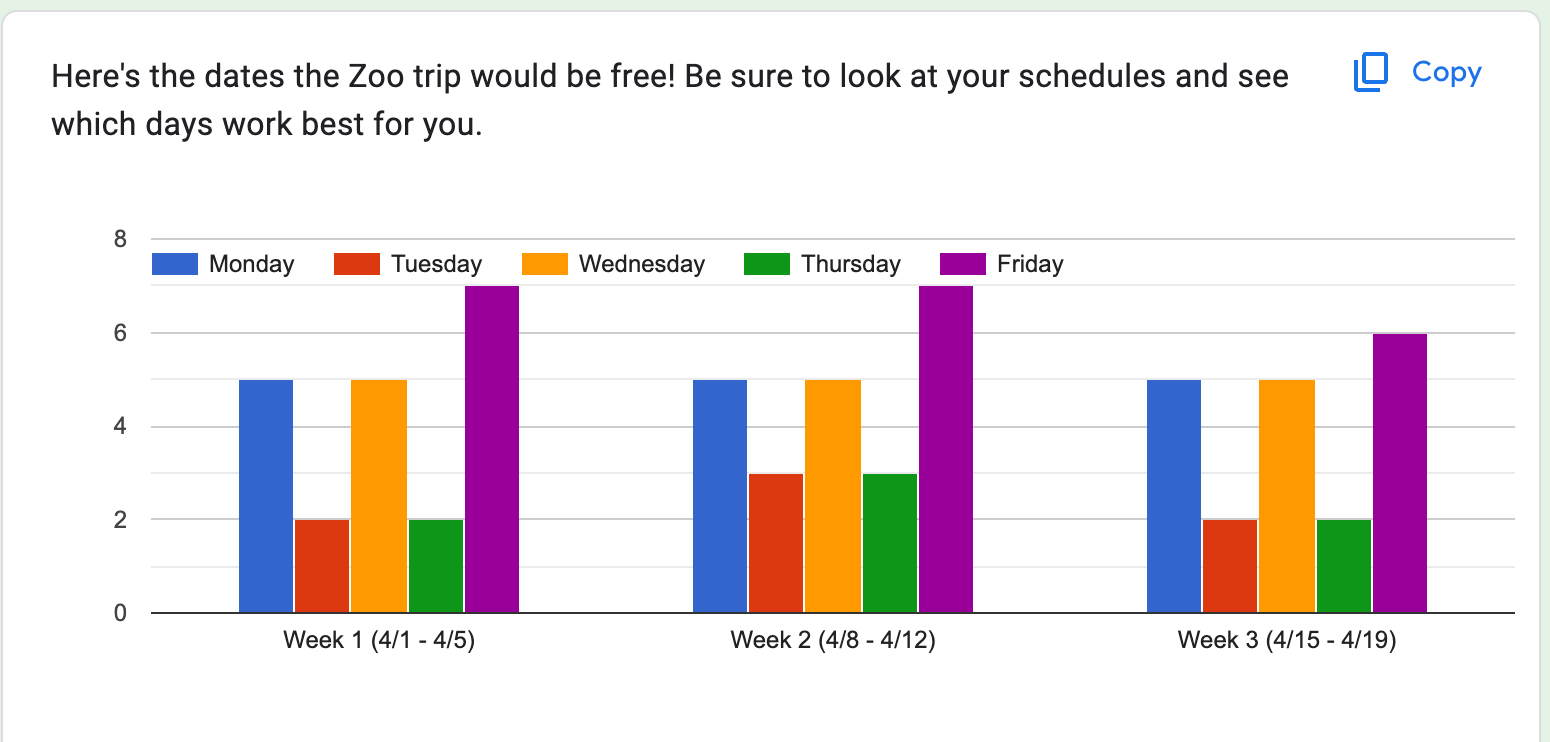 Here's the dates the Zoo trip would be free! Be sure to look at your schedules and see
which days work best for you.
Copy
8
Monday Tuesday Wednesday Thursday Friday
6
4
2
0
Week 1 (4/1 - 4/5) Week 2 (4/8 - 4/12) Week 3 (4/15 - 4/19)